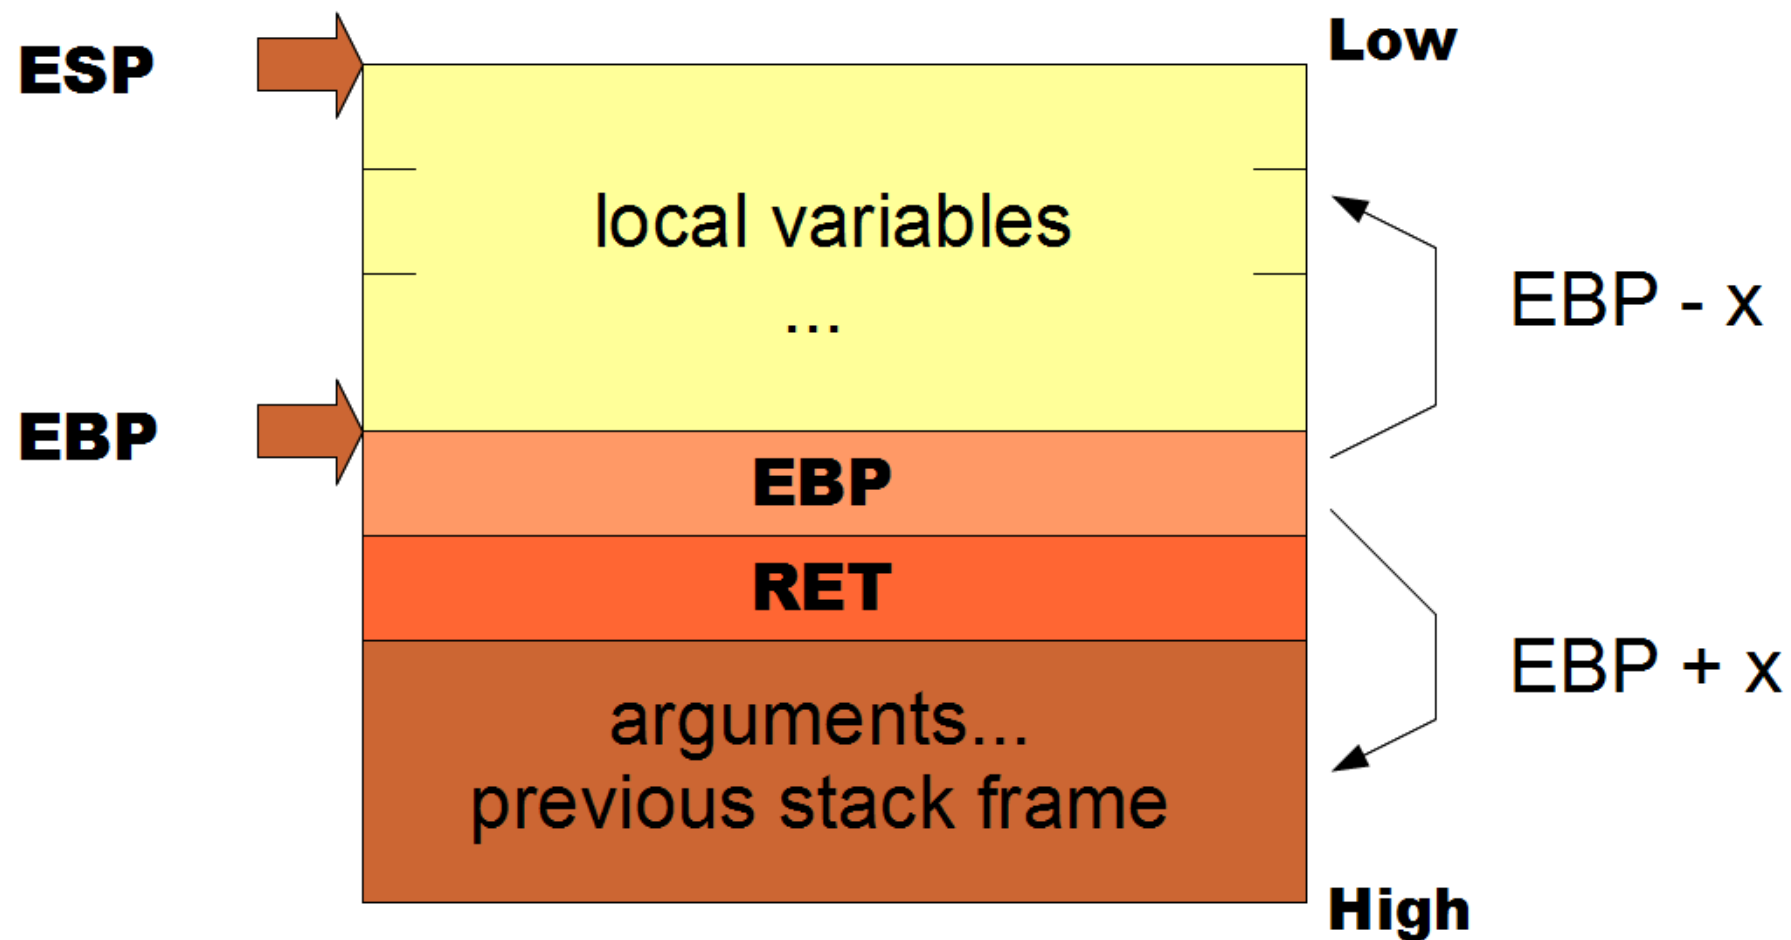 Low
ESP
local variables
...
EBP - x
EBP
EBP
RET
EBP + x
arguments...
previous stack frame
High